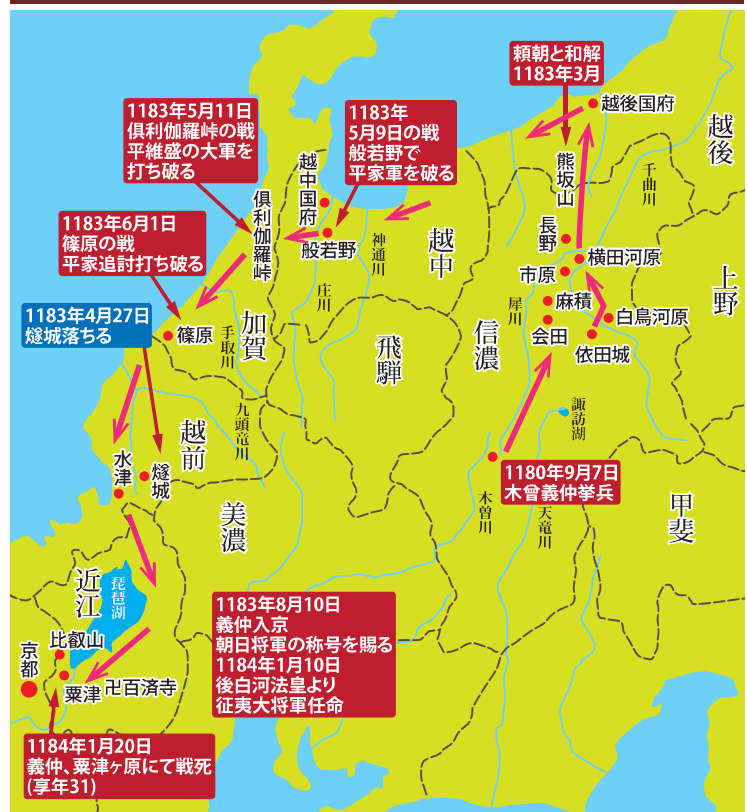 頼朝と和解
1183年3月
越後国府
越後
熊坂山
千曲川
1183年5月11日
倶利伽羅峠の戦
平維盛の大軍を
打ち破る
1183年
5月9日の戦
般若野で
平家軍を破る
越中国府
倶利伽羅峠
般若野
神通川
越中
庄川
長野
横田河原
市原
上野
1183年6月1日
篠原の戦
平家追討打ち破る
1183年4月27日
燧城落ちる
篠原
手取川
加賀
飛騨
信濃
犀川
麻積
会田
白鳥河原
依田城
諏訪湖
九頭竜川
越前
水津
燧城
美濃
1180年9月7日
木曾義仲挙兵
木曽川
天竜川
甲斐
近江
琵琶湖
比叡山
京都
粟津
卍百済寺
1183年8月10日
義仲入京
朝日将軍の称号を賜る
1184年1月10日
後白河法皇より
征夷大将軍任命
1184年1月20日
義仲、粟津ヶ原にて戦死
(享年31)